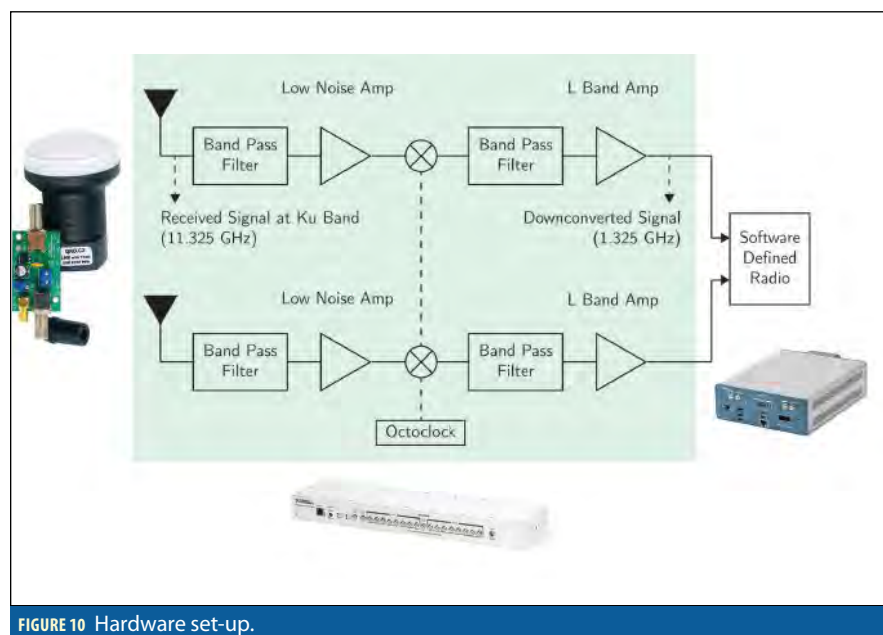 Low Noise Amp
L Band Amp
Band Pass
Filter
Band Pass
Filter
Received Signal at Ku Band
(11.325 GHz)
Downconverted Signal
(1.325 GHz)
Software
Defined
Radio
Low Noise Amp
L Band Amp
Band Pass
Filter
Band Pass
Filter
Octoclock
FIGURE 10 Hardware set-up.